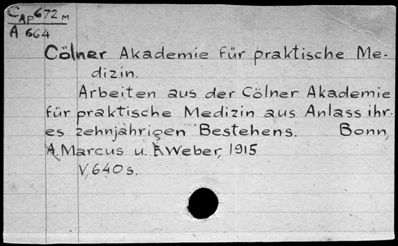 CAP672m
A 664
Cölner Akademie für praktische Me-
dizin.
Arbeiten aus der Cölner Akademie
für praktische Medizin aus Anlass ihr-
es zehnjährigen Bestehens. Bonn,
A. Marcus u. E. Weber, 1915
V, 640 s.